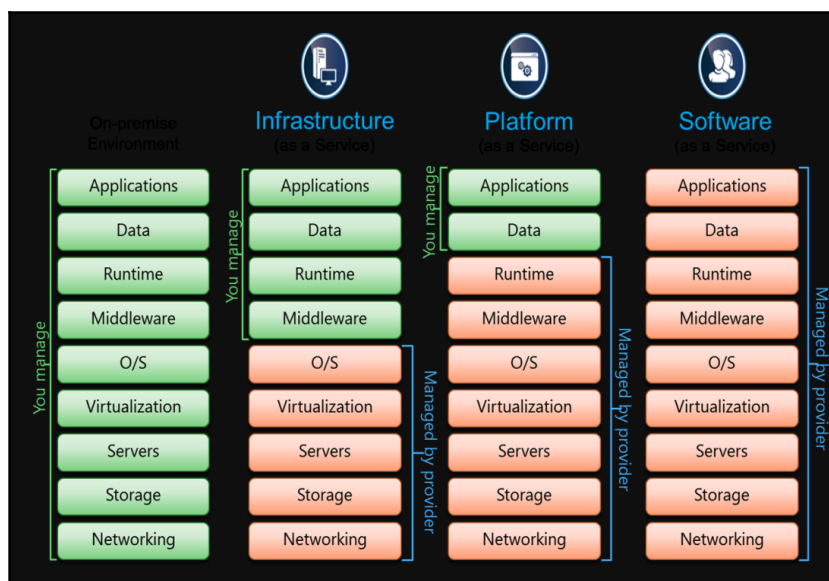 On-premise
Environment
You manage
Applications
Data
Runtime
Middleware
O/S
Virtualization
Servers
Storage
Networking
Infrastructure
(as a Service)
You manage
Applications
Data
Runtime
Middleware
O/S
Virtualization
Servers
Storage
Networking
Managed by provider
Platform
(as a Service)
You manage
Applications
Data
Runtime
Middleware
O/S
Virtualization
Servers
Storage
Networking
Managed by provider
Software
(as a Service)
Applications
Data
Runtime
Middleware
O/S
Virtualization
Servers
Storage
Networking
Managed by provider